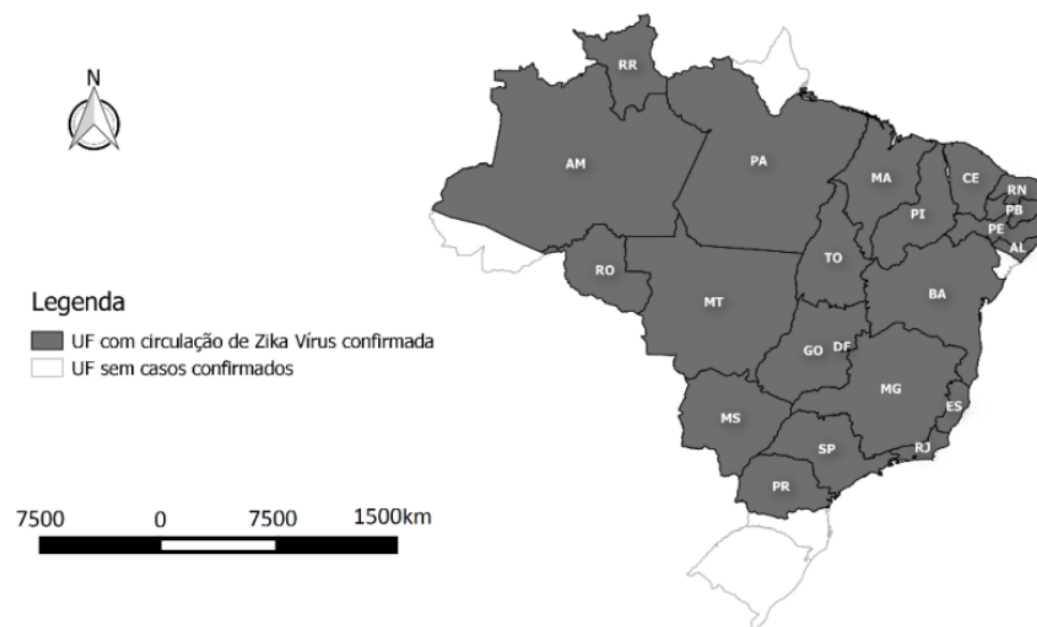 N
RR
AM
PA
MA
CE
RN
PI
PB
PE
AL
TO
RO
BA
MT
Legenda
UF com circulação de Zika Vírus confirmada
GO DF
UF sem casos confirmados
MG
MS
ES
SP
RJ
PR
7500 0 7500 1500km